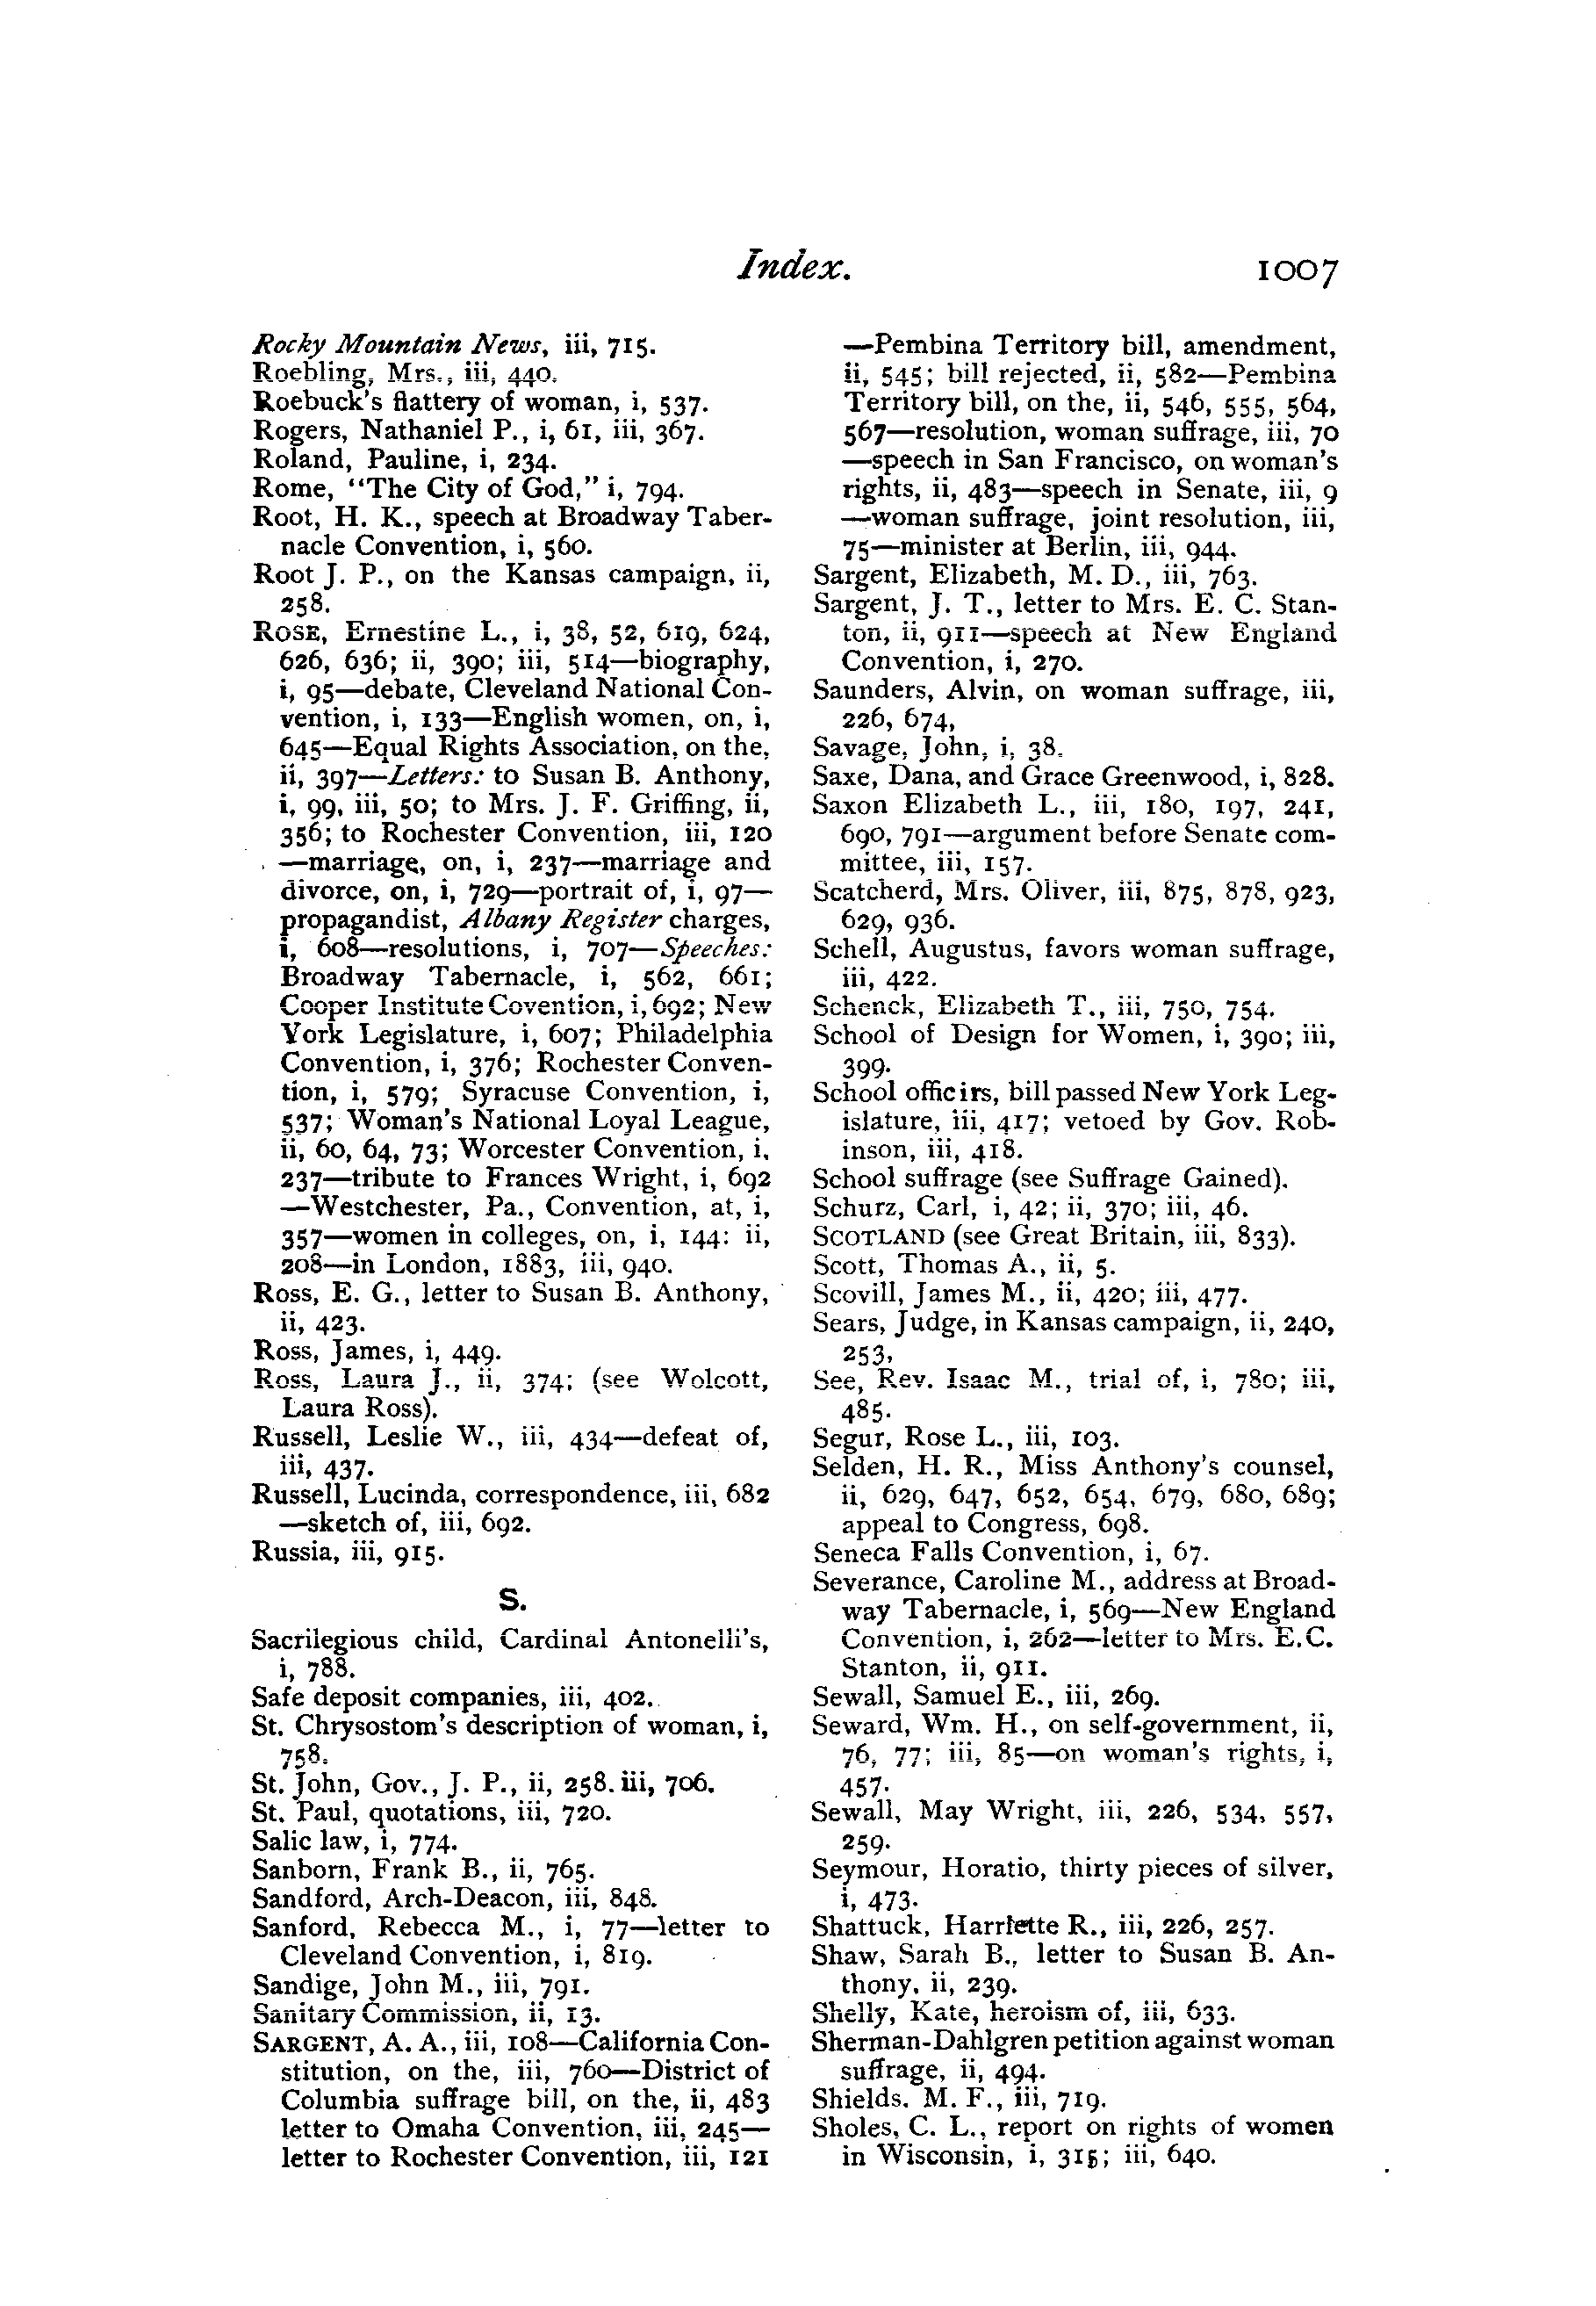 Index.
1007
Rocky Mountain News, iii, 715.
Roebling, Mrs., iii, 440.
Roebuck's flattery of woman, i, 537.
Rogers, Nathaniel P., i, 61, iii, 367.
Roland, Pauline, i, 234.
Rome, "The City of God," i, 794.
Root, H. K., speech at Broadway Taber-
nacle Convention, i, 560.
Root J. P., on the Kansas campaign, ii,
258.
ROSE, Ernestine L., i, 38, 52, 619, 624,
626, 636; ii, 390; iii, 514—biography,
i, 95—debate, Cleveland National Con-
vention, i, 133—English women, on, i,
645—Equal Rights Association, on the,
ii, 397—Letters: to Susan B. Anthony,
i, 99, iii, 50; to Mrs. J. F. Griffing, ii,
356; to Rochester Convention, iii, 120
—marriage, on, i, 237—marriage and
divorce, on, i, 729—portrait of, i, 97—
propagandist, Albany Register charges,
i, 608—resolutions, i, 707—Speeches:
Broadway Tabernacle, i, 562, 661;
Cooper Institute Covention, i, 692; New
York Legislature, i, 607; Philadelphia
Convention, i, 376; Rochester Conven-
tion, i, 579; Syracuse Convention, i,
537; Woman's National Loyal League,
ii, 60, 64, 73; Worcester Convention, i,
237—tribute to Frances Wright, i, 692
—Westchester, Pa., Convention, at, i,
357—women in colleges, on, i, 144: ii,
208—in London, 1883, iii, 940.
Ross, E. G., letter to Susan B. Anthony,
ii, 423.
Ross, James, i, 449.
Ross, Laura J., ii, 374; (see Wolcott,
Laura Ross).
Russell, Leslie W., iii, 434—defeat of,
iii, 437.
Russell, Lucinda, correspondence, iii, 682
—sketch of, iii, 692.
Russia, iii, 915.
S.
Sacrilegious child, Cardinal Antonelli's,
i, 788.
Safe deposit companies, iii, 402.
St. Chrysostom's description of woman, i,
758.
St. John, Gov., J. P., ii, 258. iii, 706.
St. Paul, quotations, iii, 720.
Salic law, i, 774.
Sanborn, Frank B., ii, 765.
Sandford, Arch-Deacon, iii, 848.
Sanford, Rebecca M., i, 77—letter to
Cleveland Convention, i, 819.
Sandige, John M., iii, 791.
Sanitary Commission, ii, 13.
SARGENT, A. A., iii, 108—California Con-
stitution, on the, iii, 760—District of
Columbia suffrage bill, on the, ii, 483
letter to Omaha Convention, iii, 245—
letter to Rochester Convention, iii, 121
—Pembina Territory bill, amendment,
ii, 545; bill rejected, ii, 582—Pembina
Territory bill, on the, ii, 546, 555, 564,
567—resolution, woman suffrage, iii, 70
—speech in San Francisco, on woman's
rights, ii, 483—speech in Senate, iii, 9
—woman suffrage, joint resolution, iii,
75—minister at Berlin, iii, 944.
Sargent, Elizabeth, M. D., iii, 763.
Sargent, J. T., letter to Mrs. E. C. Stan-
ton, ii, 911—speech at New England
Convention, i, 270.
Saunders, Alvin, on woman suffrage, iii,
226, 674,
Savage, John, i, 38.
Saxe, Dana, and Grace Greenwood, i, 828.
Saxon Elizabeth L., iii, 180, 197, 241,
690, 791—argument before Senate com-
mittee, iii, 157.
Scatcherd, Mrs. Oliver, iii, 875, 878, 923,
629, 936.
Schell, Augustus, favors woman suffrage,
iii, 422.
Schenck, Elizabeth T., iii, 750, 754.
School of Design for Women, i, 390; iii,
399.
School officirs, bill passed New York Leg-
islature, iii, 417; vetoed by Gov. Rob-
inson, iii, 418.
School suffrage (see Suffrage Gained).
Schurz, Carl, i, 42; ii, 370; iii, 46.
SCOTLAND (see Great Britain, iii, 833).
Scott, Thomas A., ii, 5.
Scovill, James M., ii, 420; iii, 477.
Sears, Judge, in Kansas campaign, ii, 240,
253.
See, Rev. Isaac M., trial of, i, 780; iii,
485.
Segur, Rose L., iii, 103.
Selden, H. R., Miss Anthony's counsel,
ii, 629, 647, 652, 654, 679, 680, 689;
appeal to Congress, 698.
Seneca Falls Convention, i, 67.
Severance, Caroline M., address at Broad-
way Tabernacle, i, 569—New England
Convention, i, 262—letter to Mrs. E. C.
Stanton, ii, 911.
Sewall, Samuel E., iii, 269.
Seward, Wm. H., on self-government, ii,
76, 77; iii, 85—on woman's rights, i,
457.
Sewall, May Wright, iii, 226, 534, 557,
259.
Seymour, Horatio, thirty pieces of silver,
i, 473.
Shattuck, Harriette R., iii, 226, 257.
Shaw, Sarah B., letter to Susan B. An-
thony, ii, 239.
Shelly, Kate, heroism of, iii, 633.
Sherman-Dahlgren petition against woman
suffrage, ii, 494.
Shields. M. F., iii, 719.
Sholes, C. L., report on rights of women
in Wisconsin, i, 315; iii, 640.